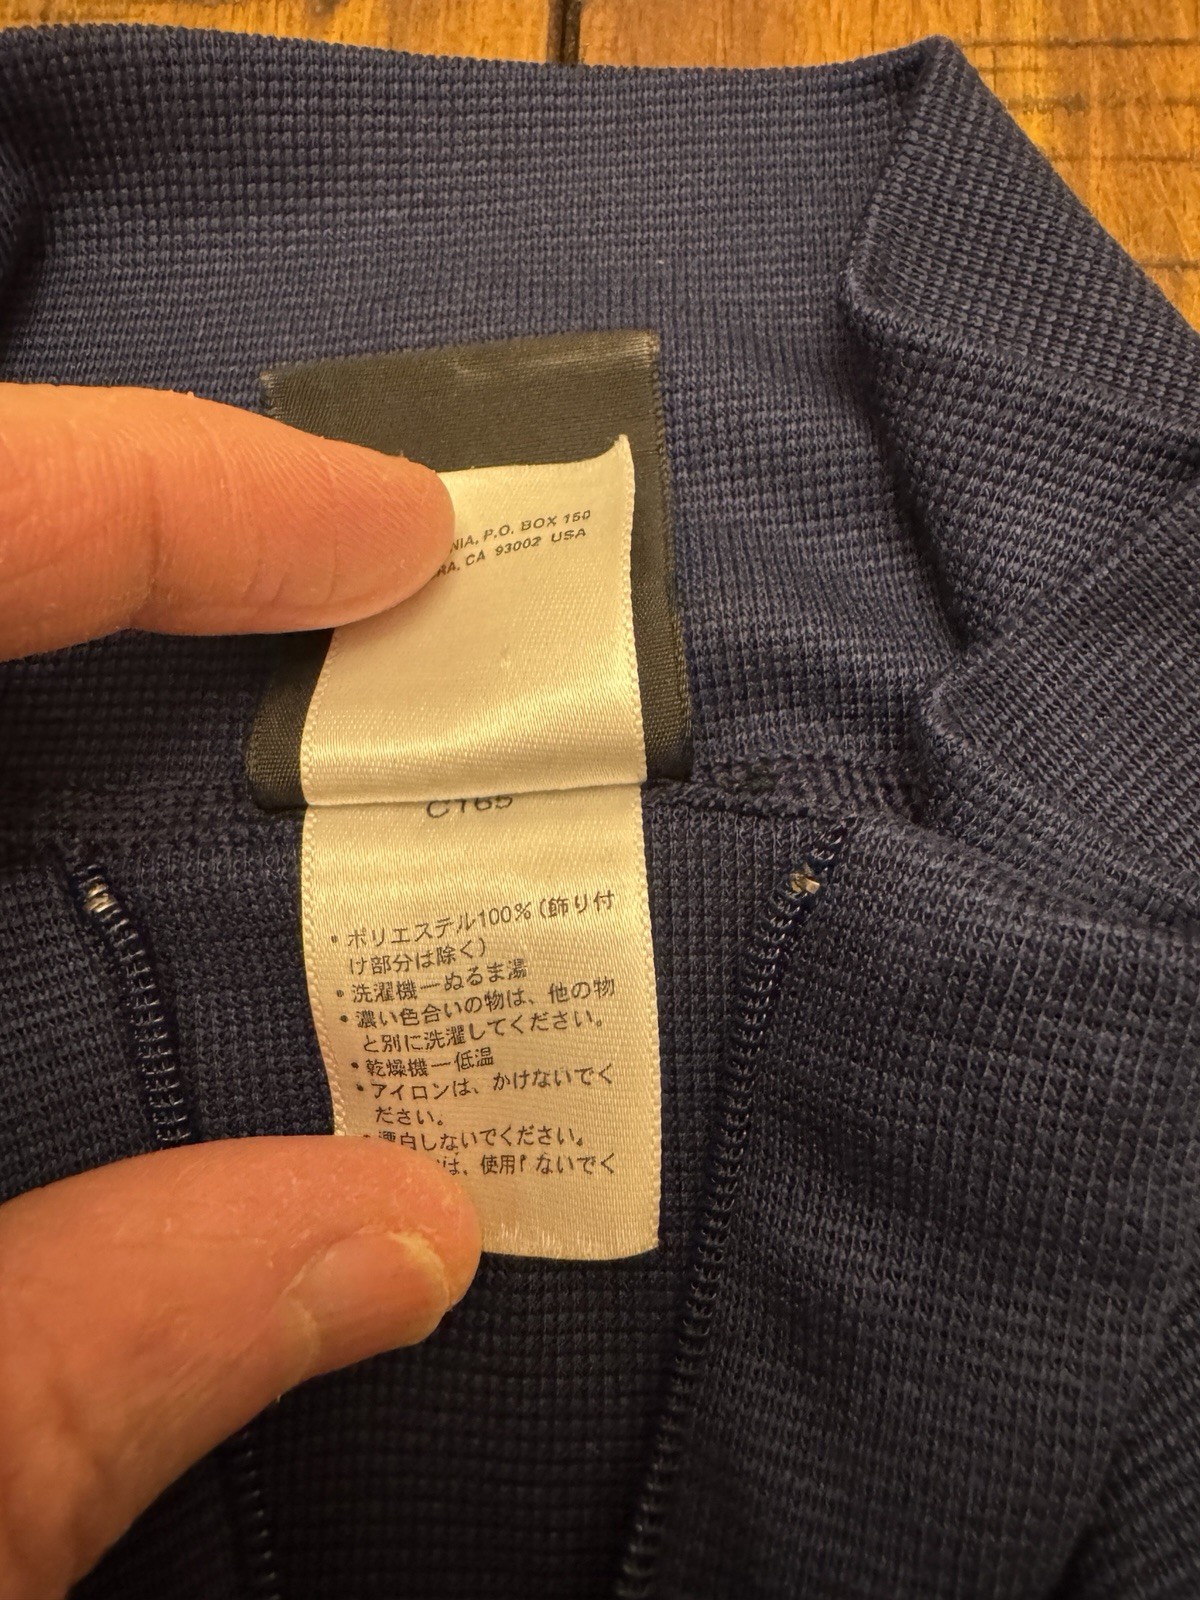 NIA, P.O. BOX 150
RA, CA 93002 USA
C165
・ポリエステル100%(飾り付
け部分は除く)
・洗濯機ーぬるま湯
・濃い色合いの物は、他の物
と別に洗濯してください。
・乾燥機ー低温
・アイロンは、かけないでく
ださい。
・漂白しないでください。
は、使用しないでく